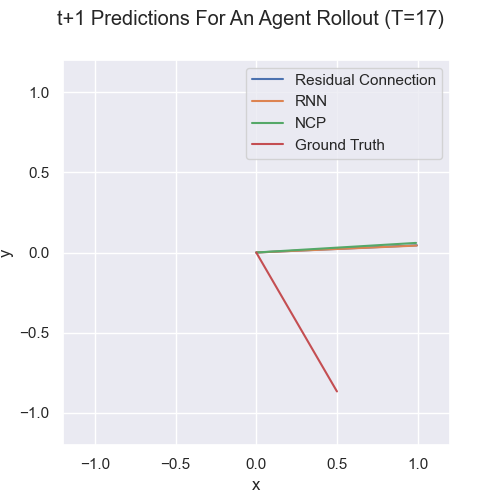 t+1 Predictions For An Agent Rollout (T=17)
Residual Connection
RNN
NCP
Ground Truth
1.0
0.5
0.0
−0.5
−1.0
y
−1.0 −0.5 0.0 0.5 1.0
x